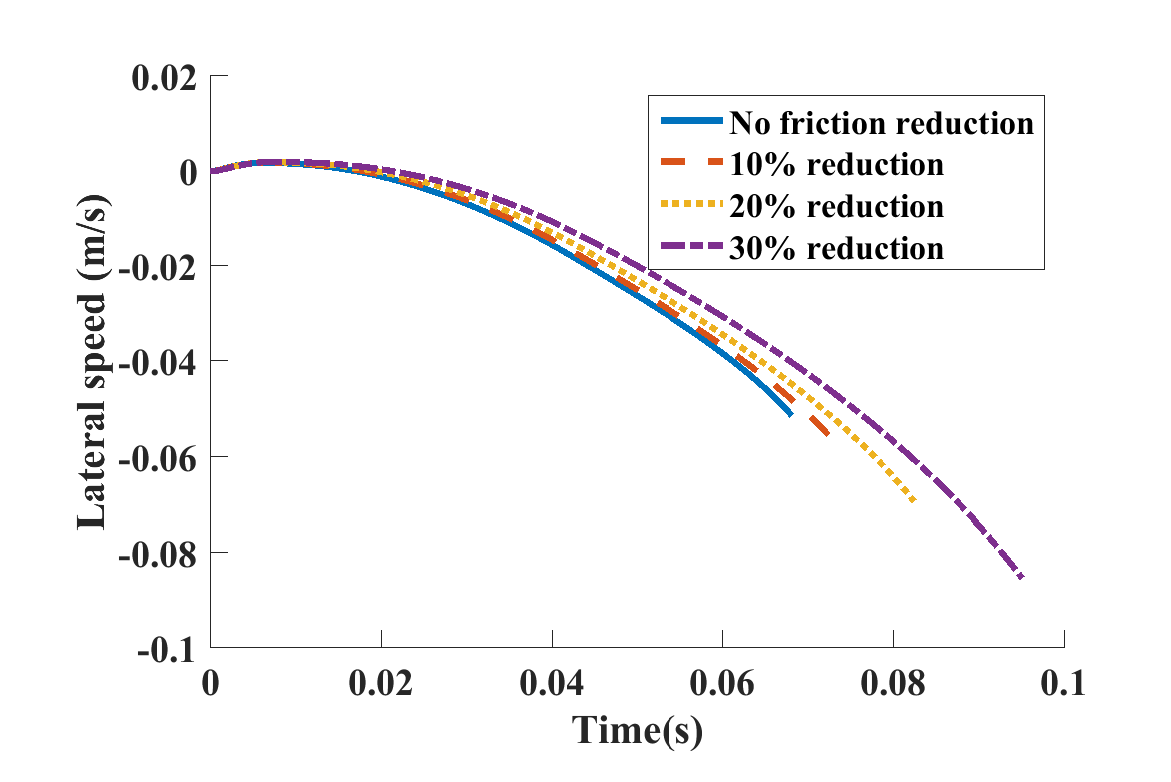 0.02
0
-0.02
-0.04
-0.06
-0.08
-0.1
Lateral speed (m/s)
No friction reduction
10% reduction
20% reduction
30% reduction
0
0.02
0.04
0.06
0.08
0.1
Time(s)